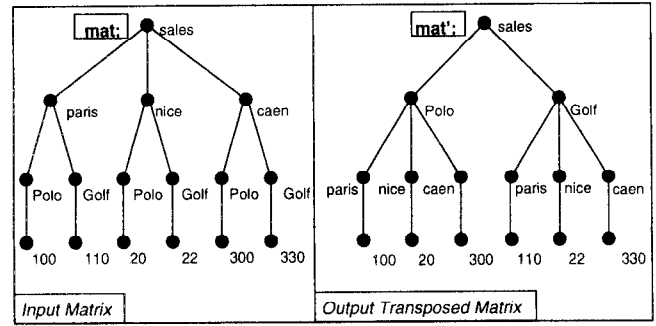 mat: sales
paris nice caen
Polo Golf Polo Golf Polo Golf
100 110 20 22 300 330
Input Matrix
mat': sales
Polo Golf
paris nice caen paris nice caen
100 20 300 110 22 330
Output Transposed Matrix